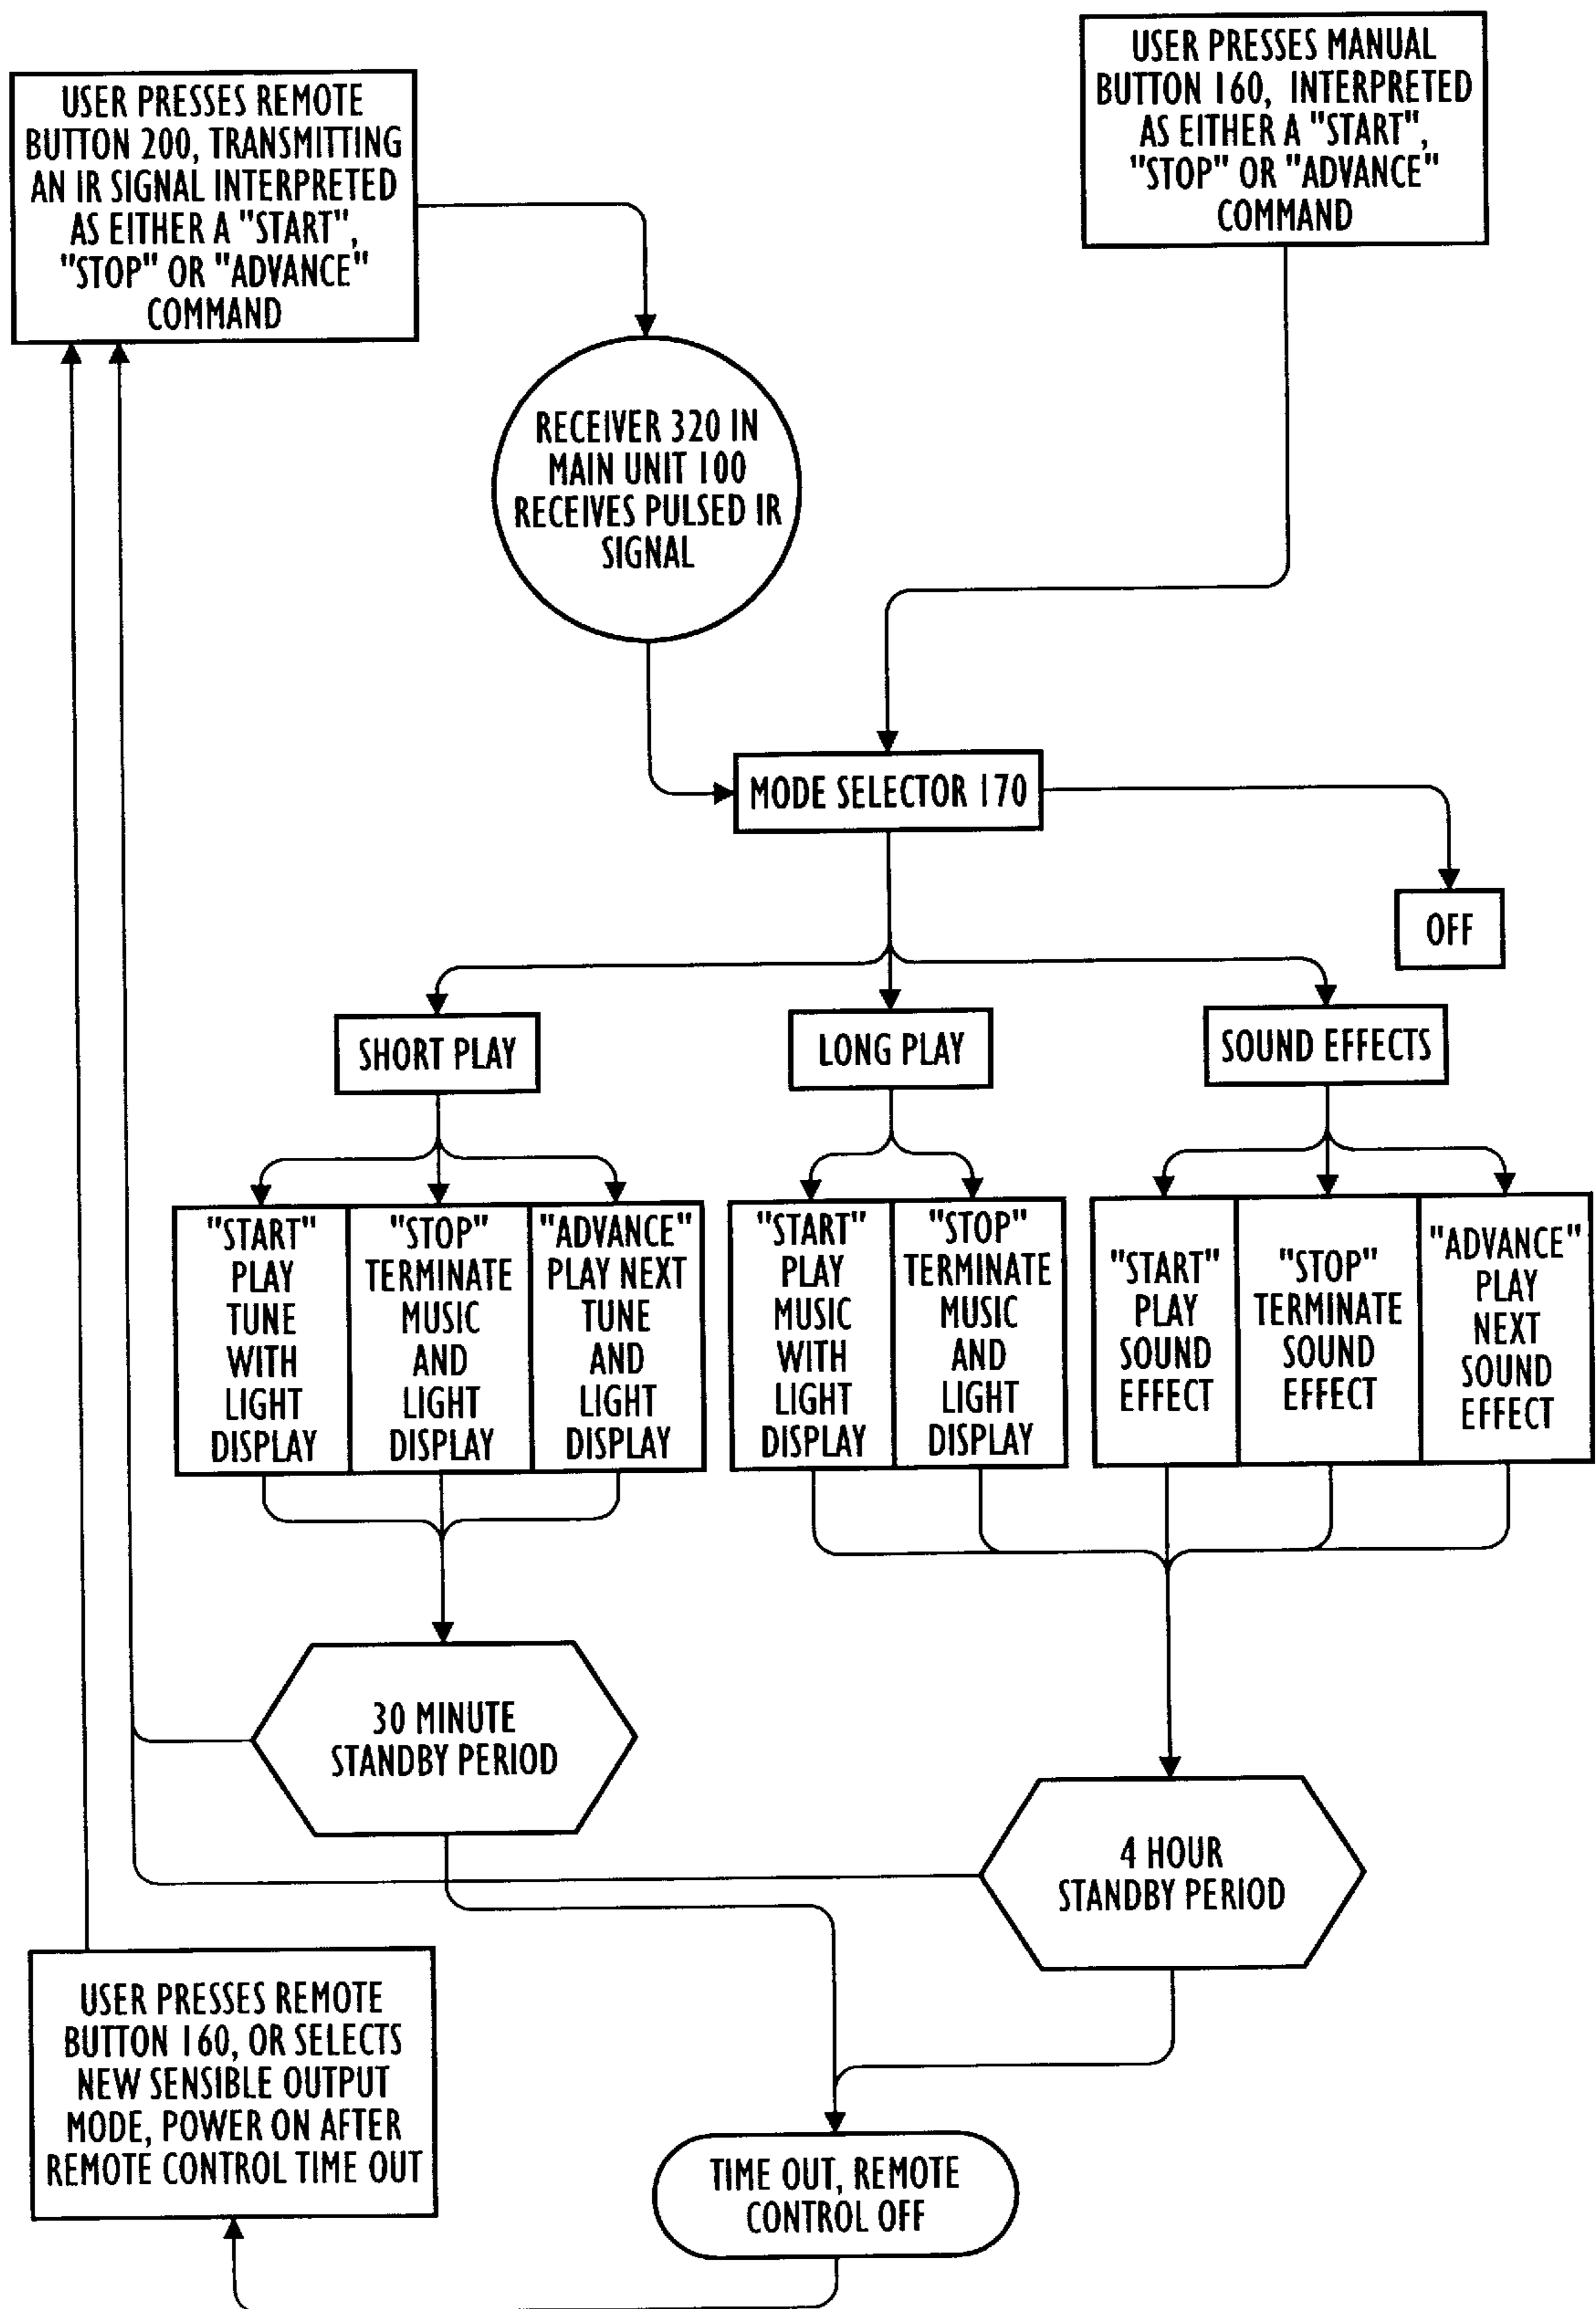 USER PRESSES REMOTE
BUTTON 200, TRANSMITTING
AN IR SIGNAL INTERPRETED
AS EITHER A "START",
"STOP" OR "ADVANCE"
COMMAND
USER PRESSES MANUAL
BUTTON 160, INTERPRETED
AS EITHER A "START",
"STOP" OR "ADVANCE"
COMMAND
RECEIVER 320 IN
MAIN UNIT 100
RECEIVES PULSED IR
SIGNAL
MODE SELECTOR 170
OFF
SHORT PLAY
LONG PLAY
SOUND EFFECTS
"START"
PLAY
TUNE
WITH
LIGHT
DISPLAY
"STOP"
TERMINATE
MUSIC
AND
LIGHT
DISPLAY
"ADVANCE"
PLAY NEXT
TUNE
AND
LIGHT
DISPLAY
"START"
PLAY
MUSIC
WITH
LIGHT
DISPLAY
"STOP"
TERMINATE
MUSIC
AND
LIGHT
DISPLAY
"START"
PLAY
SOUND
EFFECT
"STOP"
TERMINATE
SOUND
EFFECT
"ADVANCE"
PLAY
NEXT
SOUND
EFFECT
30 MINUTE
STANDBY PERIOD
4 HOUR
STANDBY PERIOD
USER PRESSES REMOTE
BUTTON 160, OR SELECTS
NEW SENSIBLE OUTPUT
MODE, POWER ON AFTER
REMOTE CONTROL TIME OUT
TIME OUT, REMOTE
CONTROL OFF